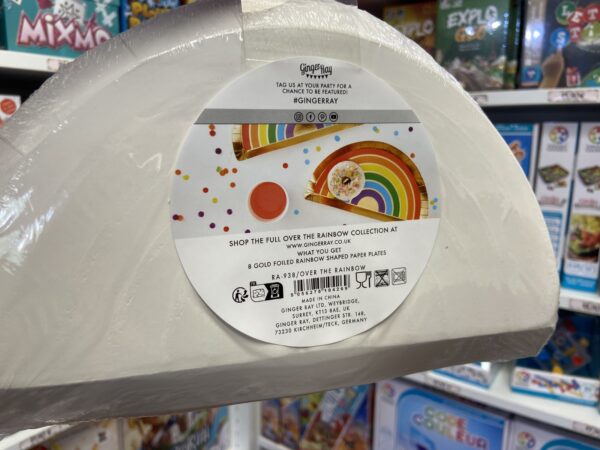 MiXMO
EXPLO
Ginger Ray
TAG US AT YOUR PARTY FOR A
CHANCE TO BE FEATURED!
#GINGERRAY
SHOP THE FULL OVER THE RAINBOW COLLECTION AT
WWW.GINGERRAY.CO.UK
WHAT YOU GET
8 GOLD FOILED RAINBOW SHAPED PAPER PLATES
RA-938/OVER THE RAINBOW
MADE IN CHINA
GINGER RAY LTD, WEYBRIDGE,
SURREY, KT13 8AE. UK
GINGER RAY, DETTINGER STR. 148,
73230 KIRCHHEIM/TECK, GERMANY
CODE
COULEUR